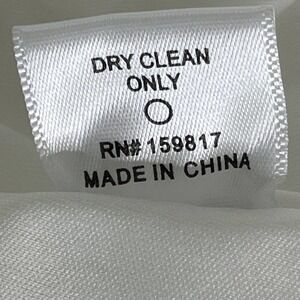 DRY CLEAN
ONLY
RN# 159817
MADE IN CHINA